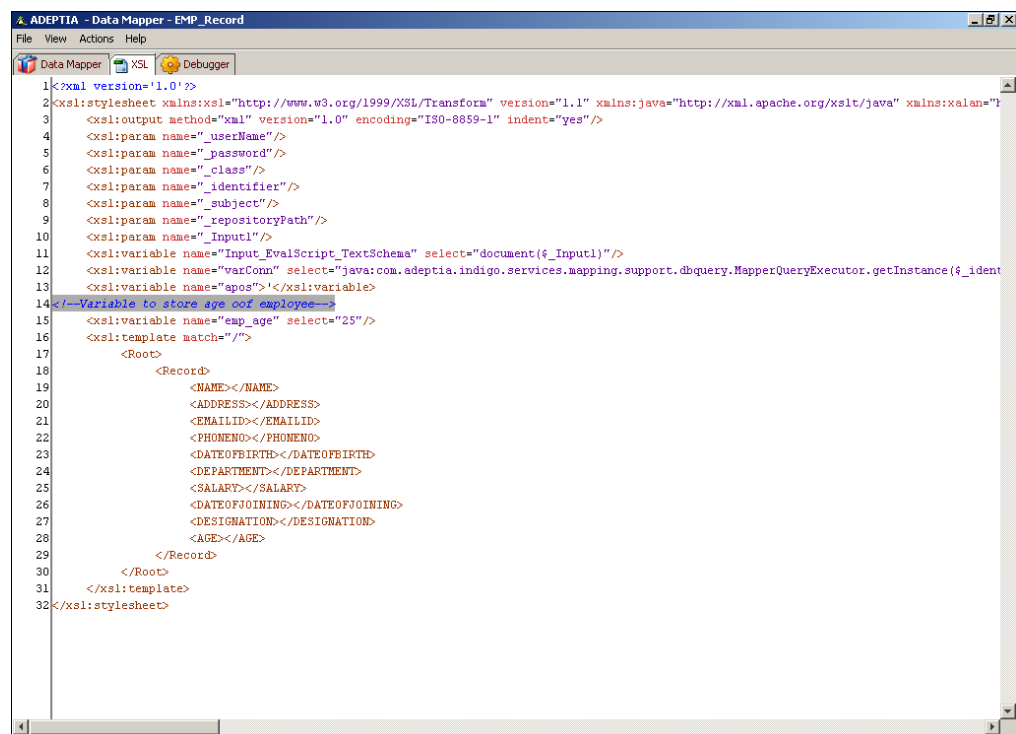 ADEPTIA - Data Mapper - EMP_Record
File View Actions Help
Data Mapper XSL Debugger
1 <?xml version='1.0'?>
2 <xsl:stylesheet xmlns:xsl="http://www.w3.org/1999/XSL/Transform" version="1.1" xmlns:java="http://xml.apache.org/xslt/java" xmlns:xalan="h
3 <xsl:output method="xml" version="1.0" encoding="ISO-8859-1" indent="yes"/>
4 <xsl:param name="_userName"/>
5 <xsl:param name="_password"/>
6 <xsl:param name="_class"/>
7 <xsl:param name="_identifier"/>
8 <xsl:param name="_subject"/>
9 <xsl:param name="_repositoryPath"/>
10 <xsl:param name="_Input1"/>
11 <xsl:variable name="Input_EvalScript_TextSchema" select="document($_Input1)"/>
12 <xsl:variable name="varConn" select="java:com.adeptia.indigo.services.mapping.support.dbquery.MapperQueryExecutor.getInstance($_ident
13 <xsl:variable name="apos">'</xsl:variable>
14 <!--Variable to store age oof employee-->
15 <xsl:variable name="emp_age" select="25"/>
16 <xsl:template match="/">
17 <Root>
18 <Record>
19 <NAME></NAME>
20 <ADDRESS></ADDRESS>
21 <EMAILID></EMAILID>
22 <PHONENO></PHONENO>
23 <DATEOFBIRTH></DATEOFBIRTH>
24 <DEPARTMENT></DEPARTMENT>
25 <SALARY></SALARY>
26 <DATEOFJOINING></DATEOFJOINING>
27 <DESIGNATION></DESIGNATION>
28 <AGE></AGE>
29 </Record>
30 </Root>
31 </xsl:template>
32 </xsl:stylesheet>